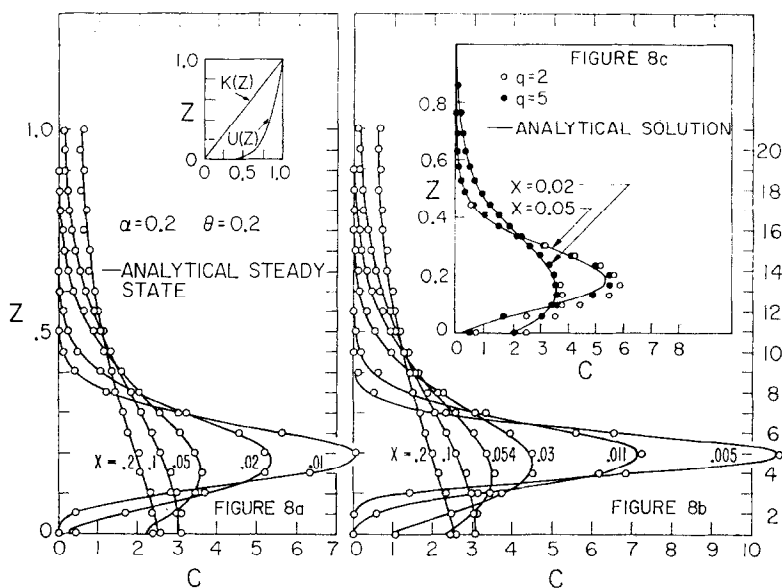 FIGURE 8c
q=2
q=5
ANALYTICAL SOLUTION
X=0.02
X=0.05
0.8
0.6
Z
0.4
0.2
0
0 1 2 3 4 5 6 7 8
C
1.0
K(Z)
Z
U(Z)
0
0 1.0
α=0.2 θ=0.2
ANALYTICAL STEADY
STATE
1.0
Z
.5
0
X=.2 .1 .05 .02 .01
FIGURE 8a
0 1 2 3 4 5 6 7
C
X=.2 .1 .054 .03 .011 .005
FIGURE 8b
0 1 2 3 4 5 6 7 8 9 10
C
20
18
16
14
12
10
8
6
4
2
0